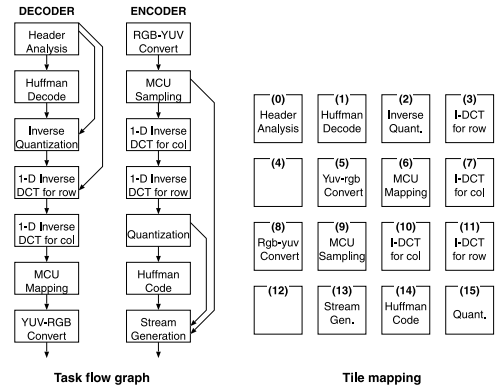 DECODER
Header
Analysis
Huffman
Decode
Inverse
Quantization
1-D Inverse
DCT for row
1-D Inverse
DCT for col
MCU
Mapping
YUV-RGB
Convert
ENCODER
RGB-YUV
Convert
MCU
Sampling
1-D Inverse
DCT for col
1-D Inverse
DCT for row
Quantization
Huffman
Code
Stream
Generation
Task flow graph
(0)
Header
Analysis
(1)
Huffman
Decode
(2)
Inverse
Quant.
(3)
I-DCT
for row
(4)
(5)
Yuv-rgb
Convert
(6)
MCU
Mapping
(7)
I-DCT
for col
(8)
Rgb-yuv
Convert
(9)
MCU
Sampling
(10)
I-DCT
for col
(11)
I-DCT
for row
(12)
(13)
Stream
Gen.
(14)
Huffman
Code
(15)
Quant.
Tile mapping